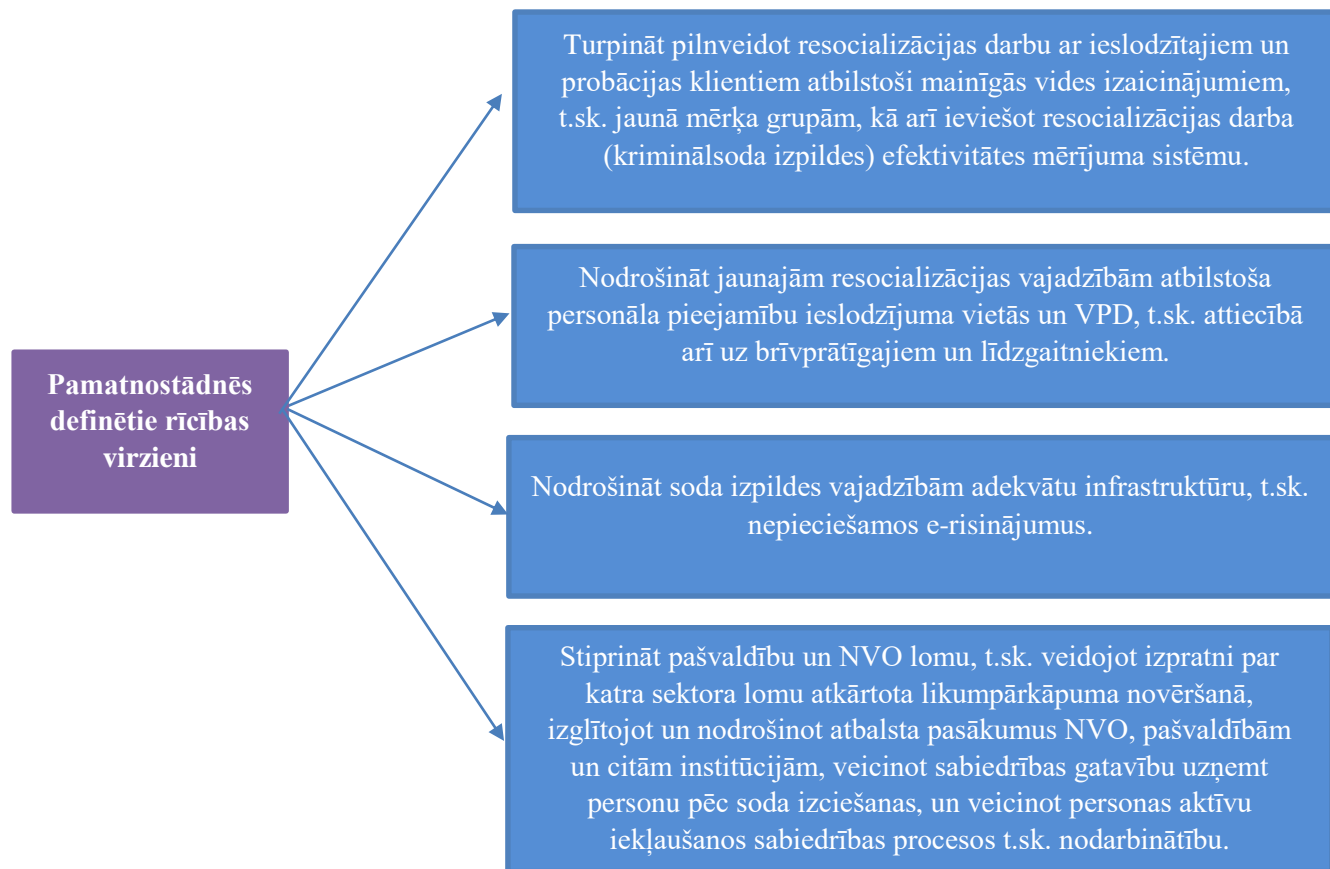 Turpināt pilnveidot resocializācijas darbu ar ieslodzītajiem un
probācijas klientiem atbilstoši mainīgās vides izaicinājumiem,
t.sk. jaunā mērķa grupām, kā arī ieviešot resocializācijas darba
(kriminālsoda izpildes) efektivitātes mērījuma sistēmu.
Nodrošināt jaunajām resocializācijas vajadzībām atbilstoša
personāla pieejamību ieslodzījuma vietās un VPD, t.sk. attiecībā
arī uz brīvprātīgajiem un līdzgaitniekiem.
Pamatnostādnēs
definētie rīcības
virzieni
Nodrošināt soda izpildes vajadzībām adekvātu infrastruktūru, t.sk.
nepieciešamos e-risinājumus.
Stiprināt pašvaldību un NVO lomu, t.sk. veidojot izpratni par
katra sektora lomu atkārtota likumpārkāpuma novēršanā,
izglītojot un nodrošinot atbalsta pasākumus NVO, pašvaldībām
un citām institūcijām, veicinot sabiedrības gatavību uzņemt
personu pēc soda izciešanas, un veicinot personas aktīvu
iekļaušanos sabiedrības procesos t.sk. nodarbinātību.